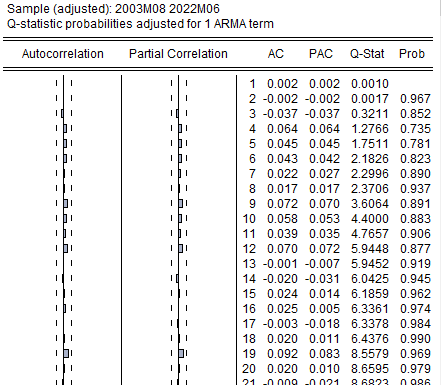 Sample (adjusted): 2003M08 2022M06
Q-statistic probabilities adjusted for 1 ARMA term
Autocorrelation Partial Correlation AC PAC Q-Stat Prob
1 0.002 0.002 0.0010
2 -0.002 -0.002 0.0017 0.967
3 -0.037 -0.037 0.3211 0.852
4 0.064 0.064 1.2766 0.735
5 0.045 0.045 1.7511 0.781
6 0.043 0.042 2.1826 0.823
7 0.022 0.027 2.2996 0.890
8 0.017 0.017 2.3706 0.937
9 0.072 0.070 3.6064 0.891
10 0.058 0.053 4.4000 0.883
11 0.039 0.035 4.7657 0.906
12 0.070 0.072 5.9448 0.877
13 -0.001 -0.007 5.9452 0.919
14 -0.020 -0.031 6.0425 0.945
15 0.024 0.014 6.1859 0.962
16 0.025 0.005 6.3361 0.974
17 -0.003 -0.018 6.3378 0.984
18 0.020 0.011 6.4376 0.990
19 0.092 0.083 8.5579 0.969
20 0.020 0.010 8.6595 0.979
21 -0.009 -0.021 8.6823 0.986